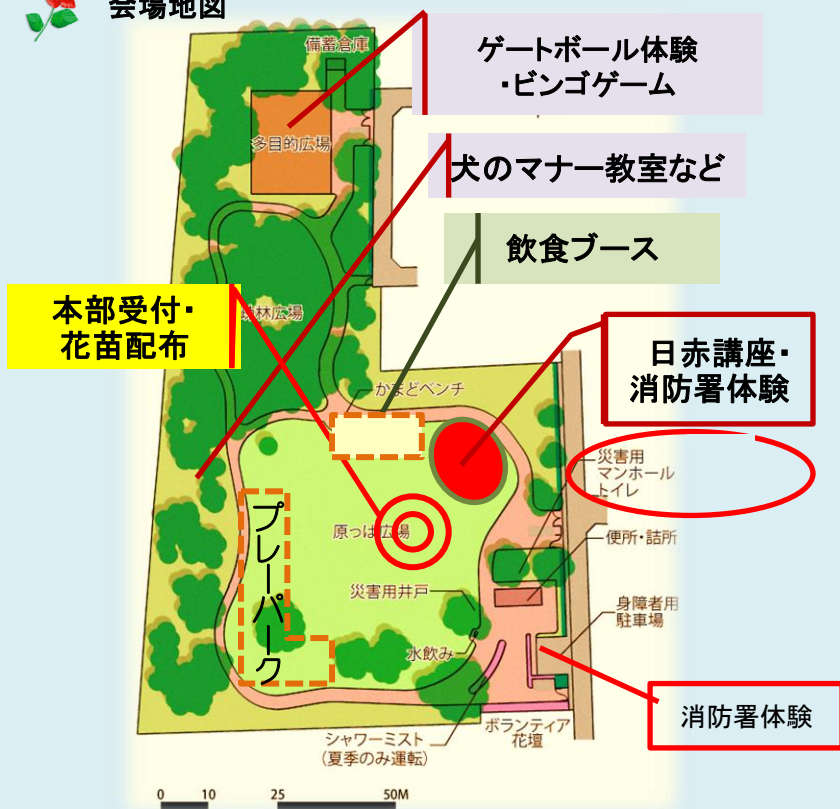 会場地図
備蓄倉庫
ゲートボール体験
・ビンゴゲーム
多目的広場
犬のマナー教室など
飲食ブース
本部受付・
花苗配布
林広場
日赤講座・
消防署体験
かまどベンチ
災害用
マンホール
トイレ
プレーパーク
原っぱ広場
便所・詰所
災害用井戸
身障者用
駐車場
水飲み
消防署体験
シャワーミスト
(夏季のみ運転)
ボランティア
花壇
0 10 25 50M